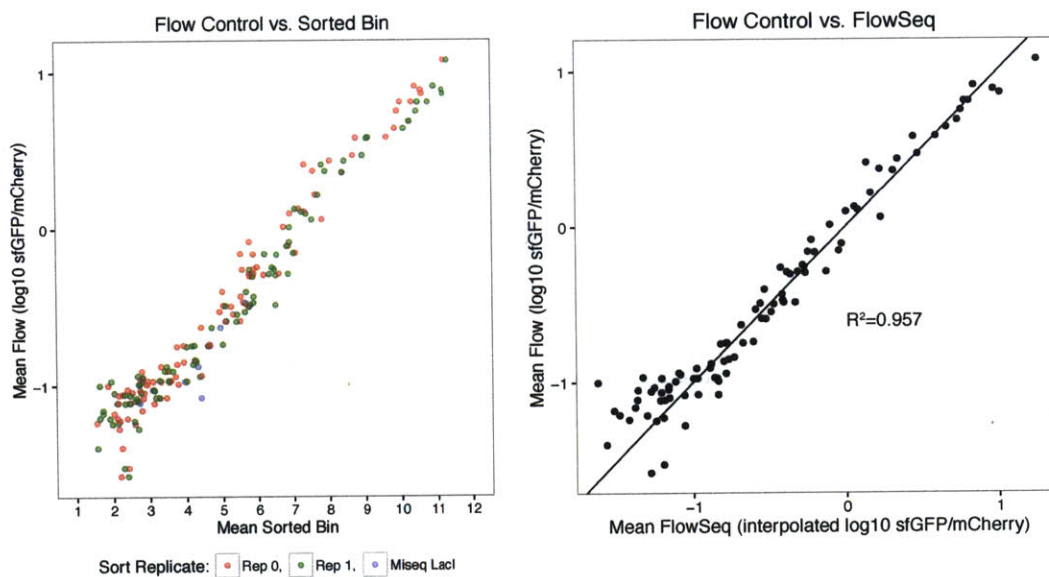 Flow Control vs. Sorted Bin
Mean Flow (log10 sfGFP/mCherry)
1
0
−1
1 2 3 4 5 6 7 8 9 10 11 12
Mean Sorted Bin
Sort Replicate: Rep 0, Rep 1, Miseq LacI
Flow Control vs. FlowSeq
Mean Flow (log10 sfGFP/mCherry)
1
0
−1
R²=0.957
−1 0 1
Mean FlowSeq (interpolated log10 sfGFP/mCherry)